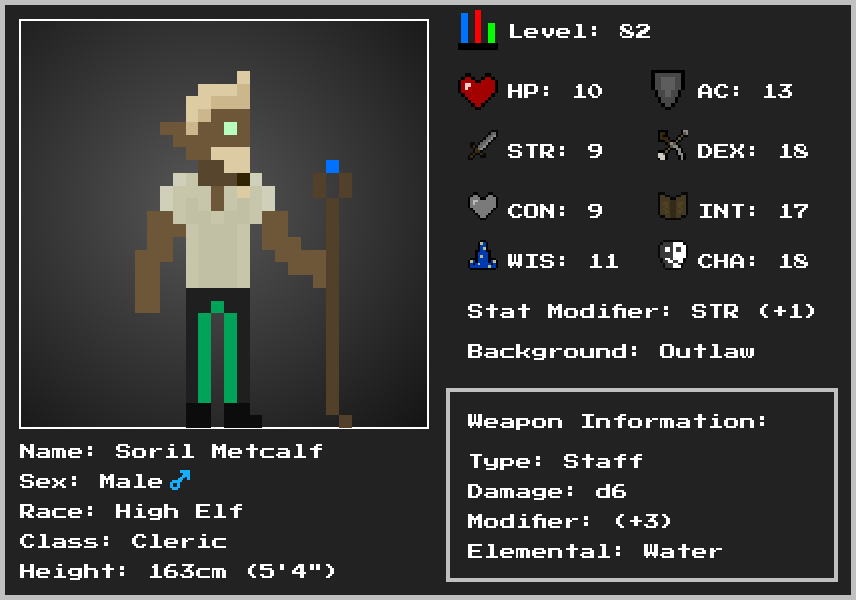 Level: 82
HP: 10
AC: 13
STR: 9
DEX: 18
CON: 9
INT: 17
WIS: 11
CHA: 18
Stat Modifier: STR (+1)
Background: Outlaw
Weapon Information:
Type: Staff
Damage: d6
Modifier: (+3)
Elemental: Water
Name: Soril Metcalf
Sex: Male ♂
Race: High Elf
Class: Cleric
Height: 163cm (5'4")